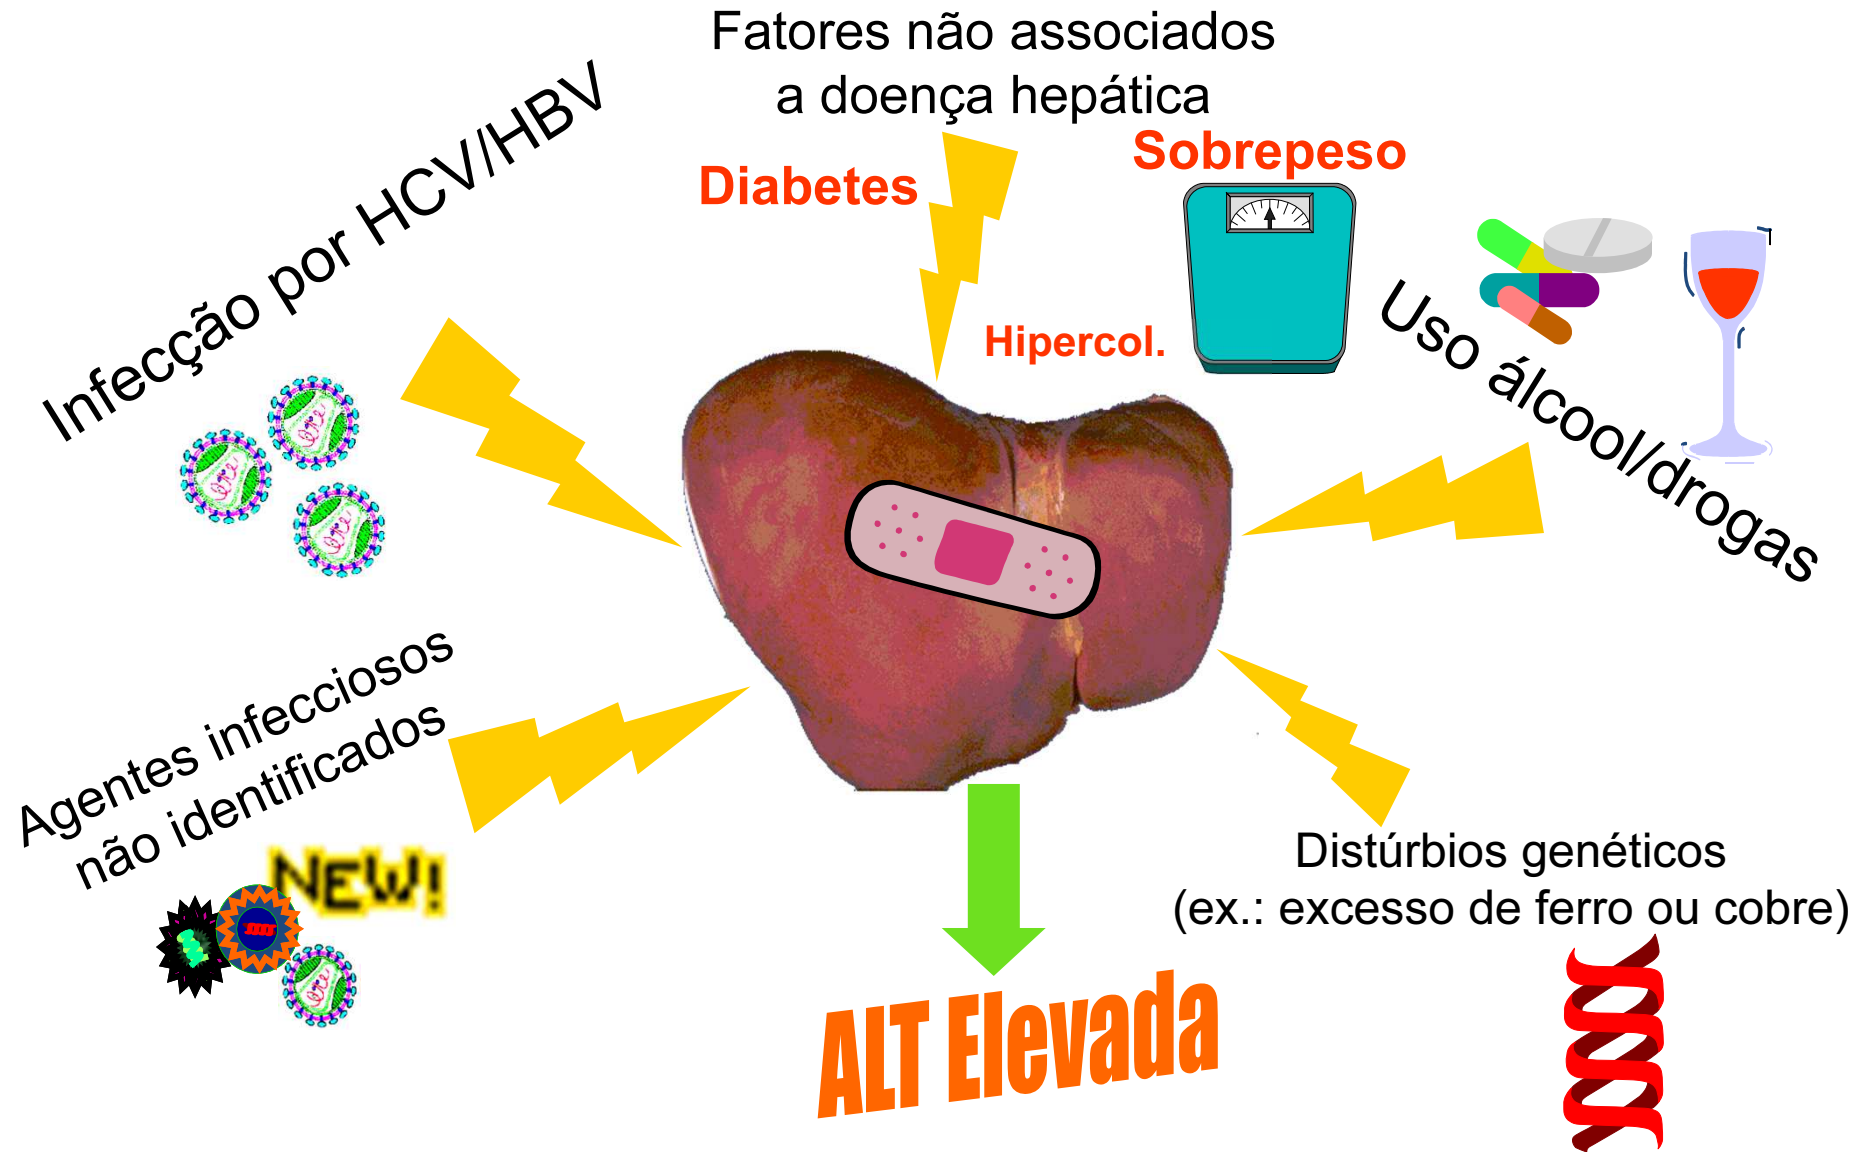 Fatores não associados
a doença hepática
Infecção por HCV/HBV
Diabetes
Sobrepeso
Hipercol.
Uso álcool/drogas
Agentes infecciosos
não identificados
NEW!
Distúrbios genéticos
(ex.: excesso de ferro ou cobre)
ALT Elevada